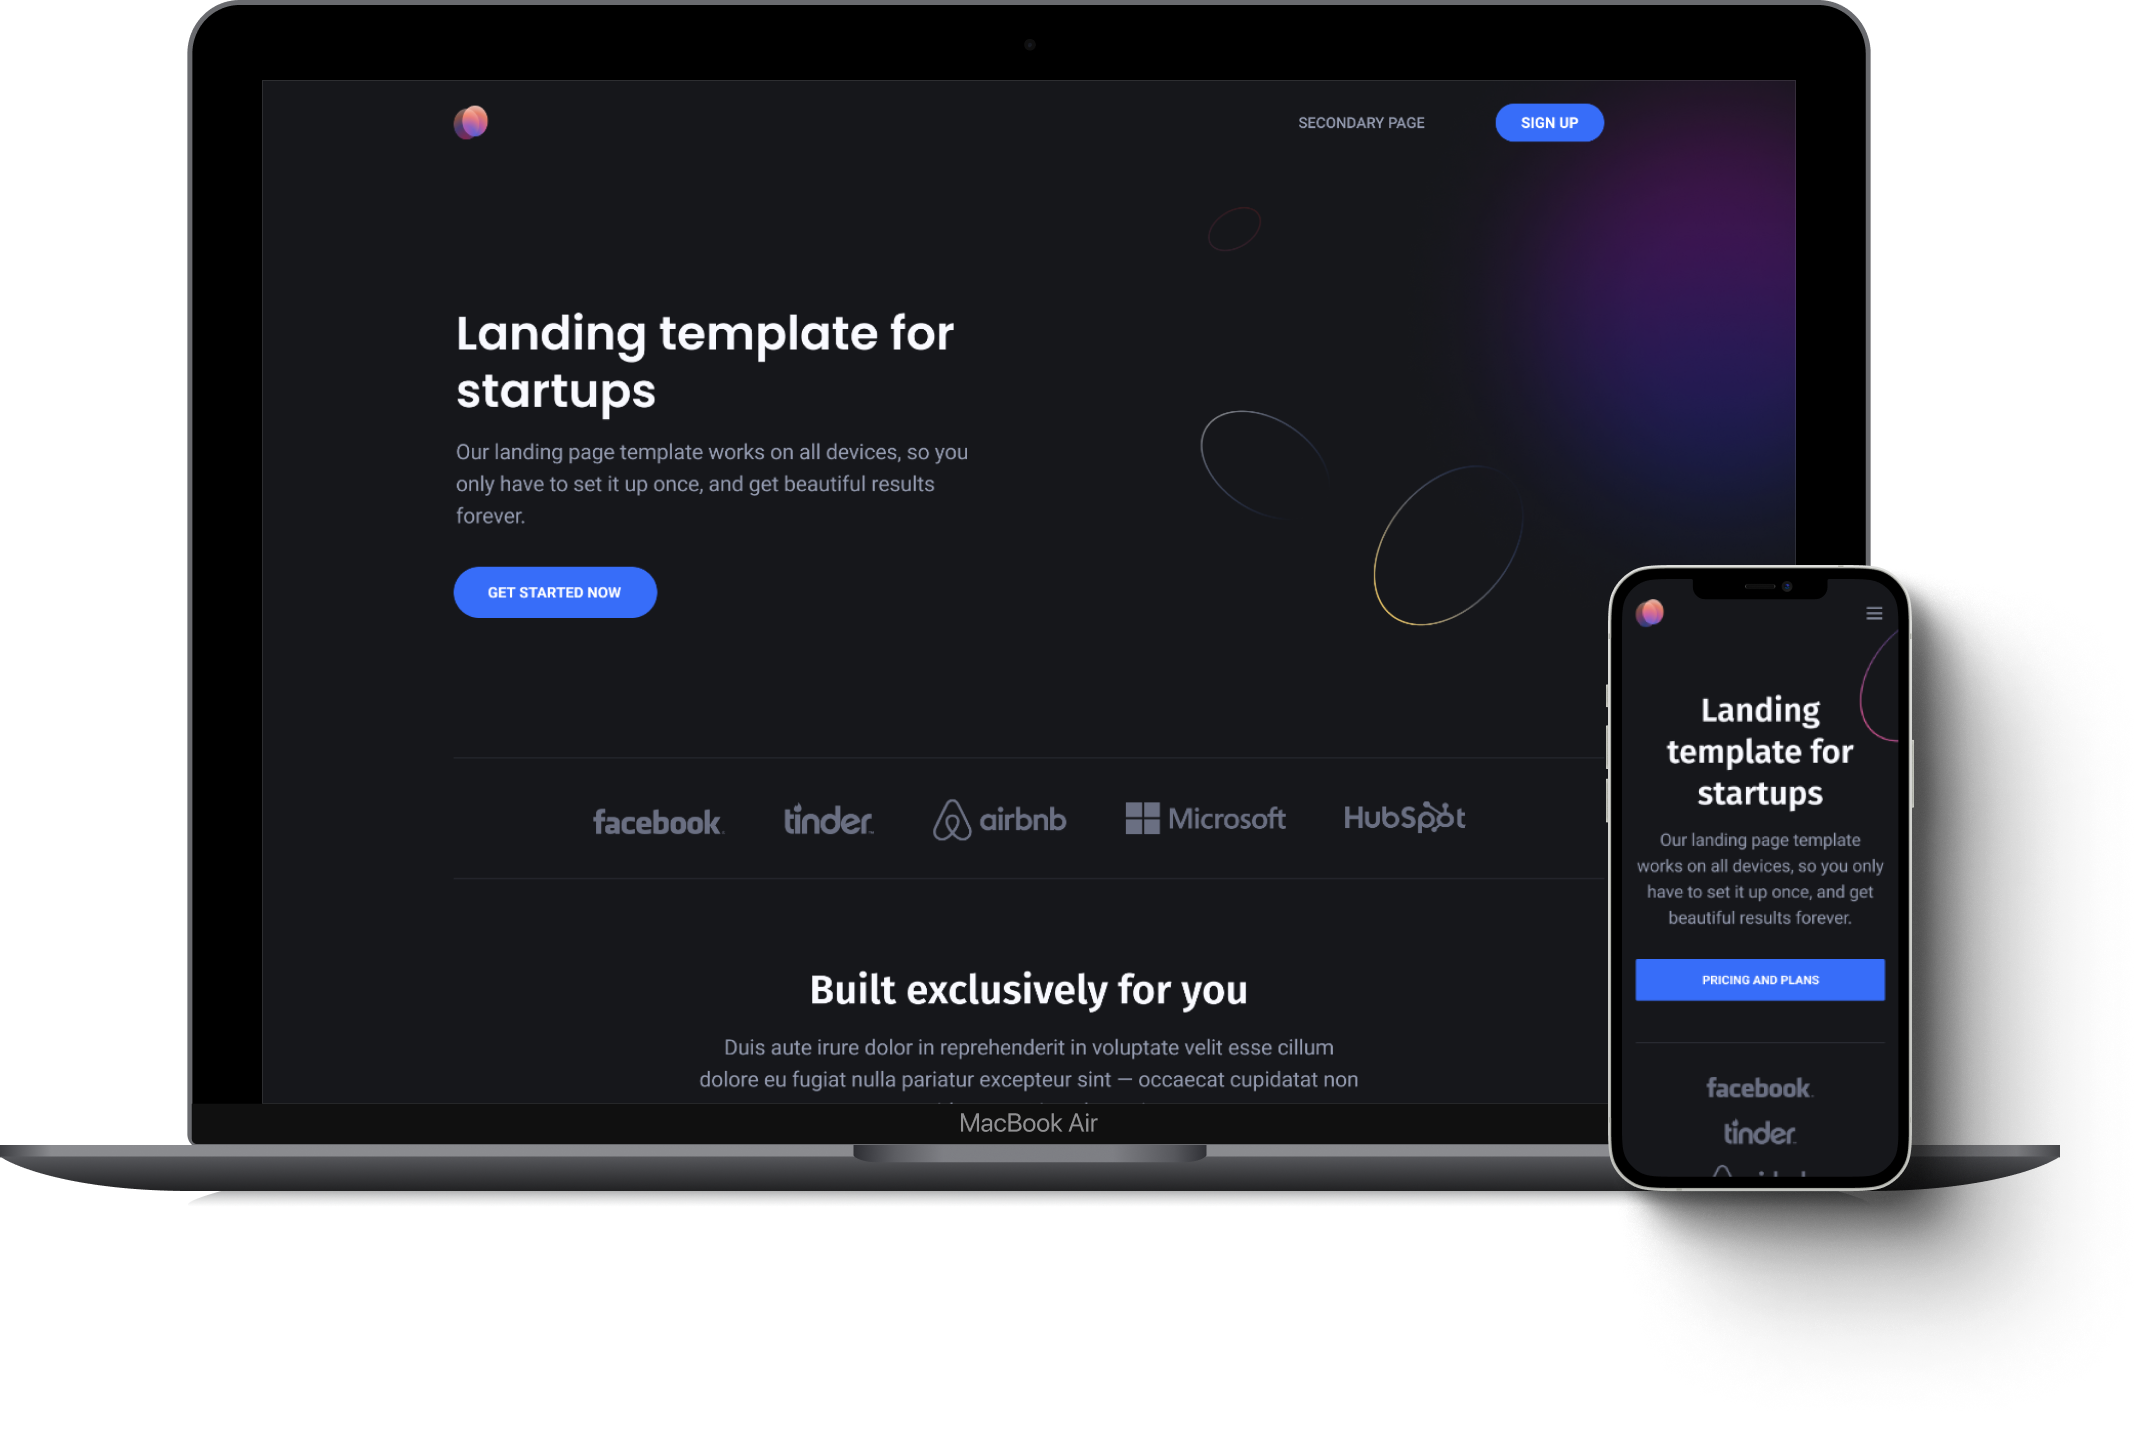 SECONDARY PAGE
SIGN UP
Landing template for
startups
Our landing page template works on all devices, so you
only have to set it up once, and get beautiful results
forever.
GET STARTED NOW
facebook
tinder
airbnb
Microsoft
HubSpot
Built exclusively for you
Duis aute irure dolor in reprehenderit in voluptate velit esse cillum
dolore eu fugiat nulla pariatur excepteur sint — occaecat cupidatat non
MacBook Air
Landing
template for
startups
Our landing page template
works on all devices, so you only
have to set it up once, and get
beautiful results forever.
PRICING AND PLANS
facebook
tinder